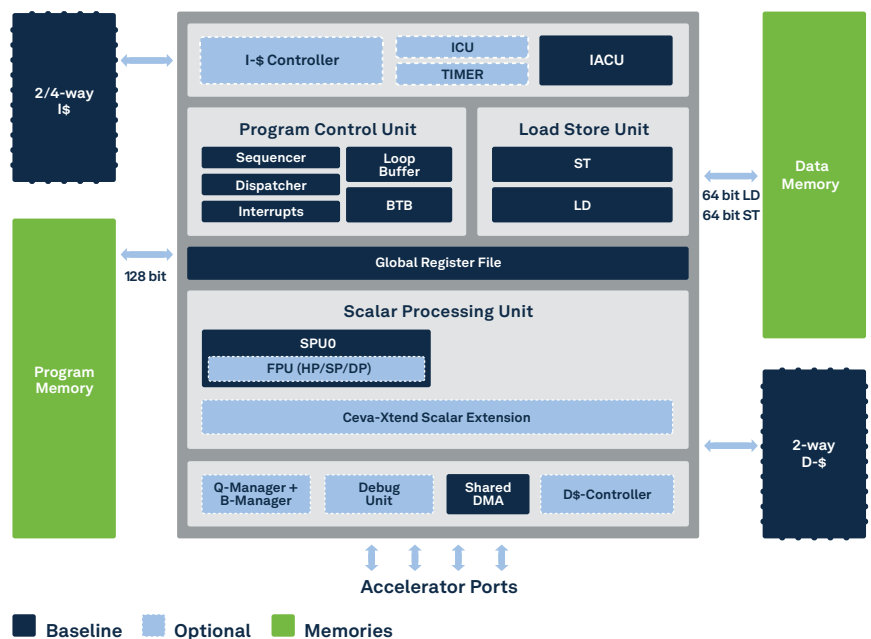 2/4-way
I$
I-$ Controller
ICU
TIMER
IACU
Program Control Unit
Sequencer
Dispatcher
Interrupts
Loop
Buffer
BTB
Load Store Unit
ST
LD
Data
Memory
64 bit LD
64 bit ST
128 bit
Program
Memory
Global Register File
Scalar Processing Unit
SPU0
FPU (HP/SP/DP)
Ceva-Xtend Scalar Extension
2-way
D-$
Q-Manager +
B-Manager
Debug
Unit
Shared
DMA
D$-Controller
Accelerator Ports
Baseline
Optional
Memories